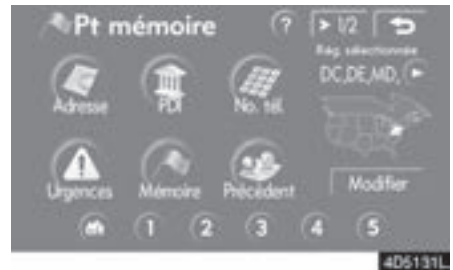 Pt mémoire ? > 1/2
Rég. sélectionnée
DC,DE,MD,
Adresse PDI No. tél.
Urgences Mémoire Précédent Modifier
1 2 3 4 5
4D5131L